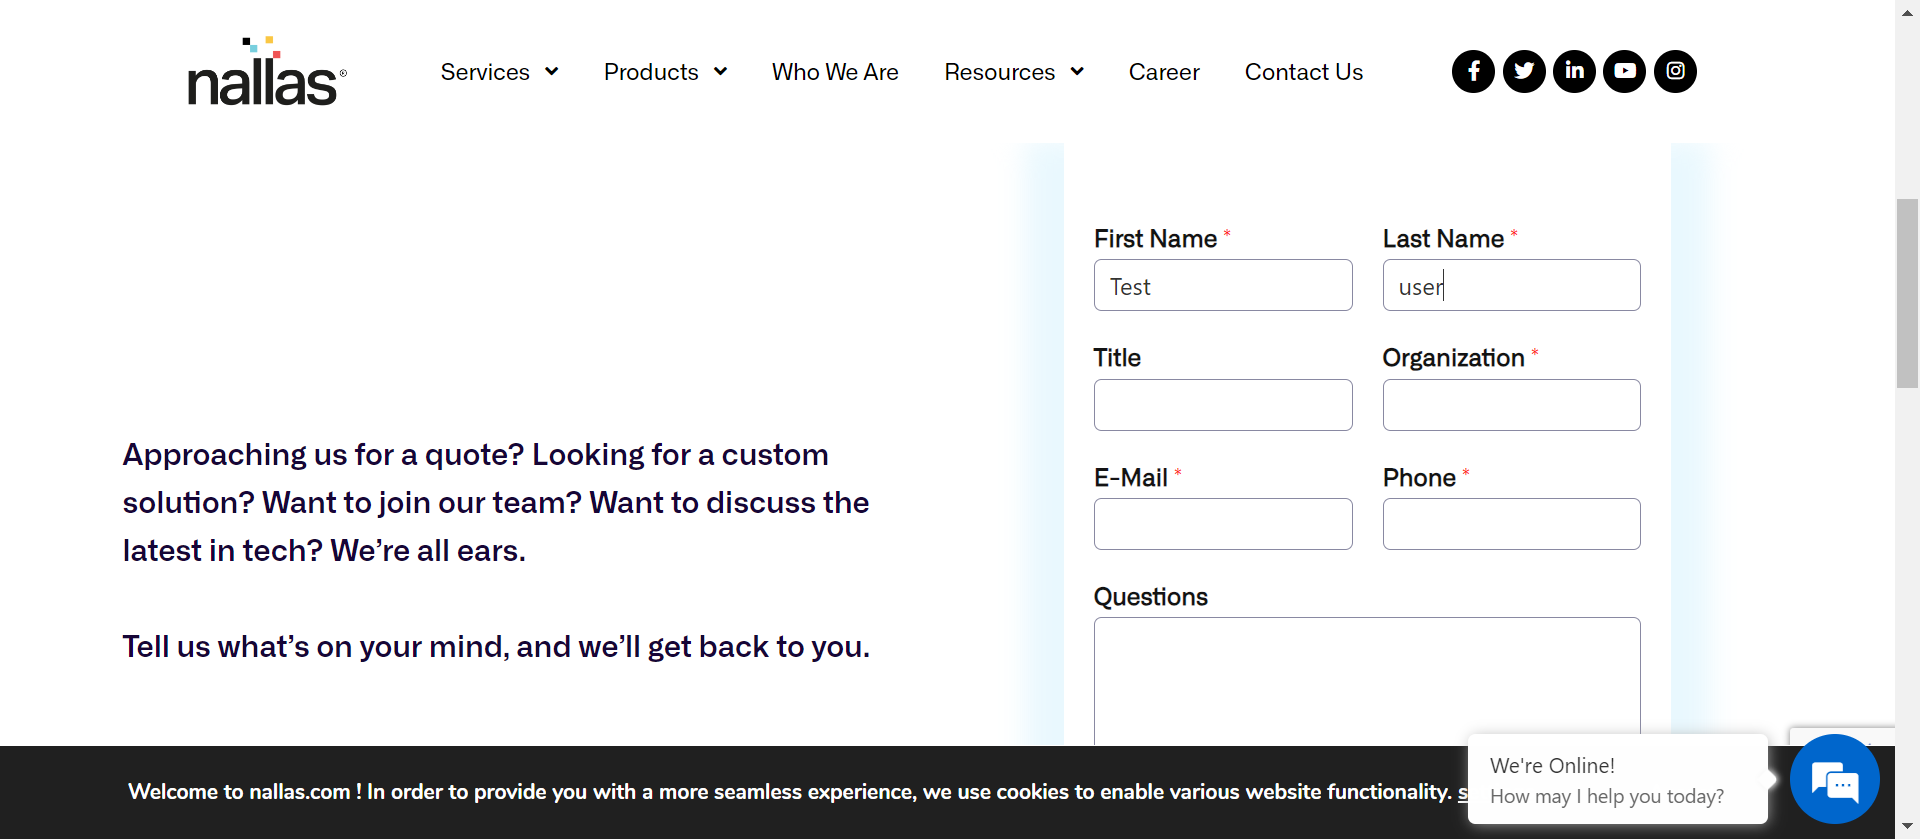 nallas
Services Products Who We Are Resources Career Contact Us
First Name * Last Name *
Test user
Title Organization *
E-Mail * Phone *
Questions
Approaching us for a quote? Looking for a custom
solution? Want to join our team? Want to discuss the
latest in tech? We’re all ears.
Tell us what’s on your mind, and we’ll get back to you.
Welcome to nallas.com ! In order to provide you with a more seamless experience, we use cookies to enable various website functionality.
We're Online!
How may I help you today?